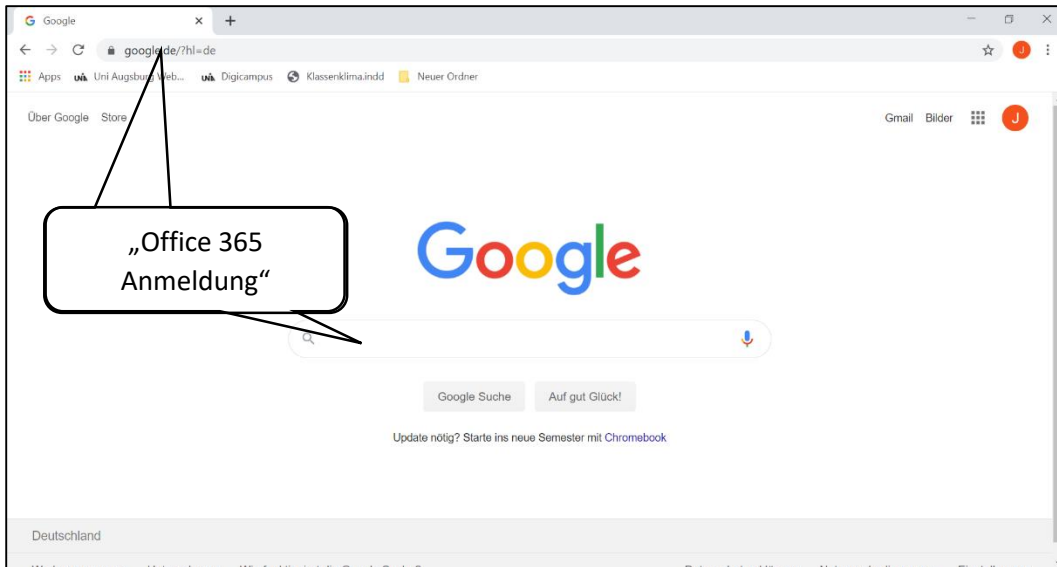 Google
google.de/?hl=de
J
Apps Uni Augsburg Web... Digicampus Klassenklima.indd Neuer Ordner
Über Google Store Gmail Bilder J
„Office 365
Anmeldung“
Google
Google Suche Auf gut Glück!
Update nötig? Starte ins neue Semester mit Chromebook
Deutschland